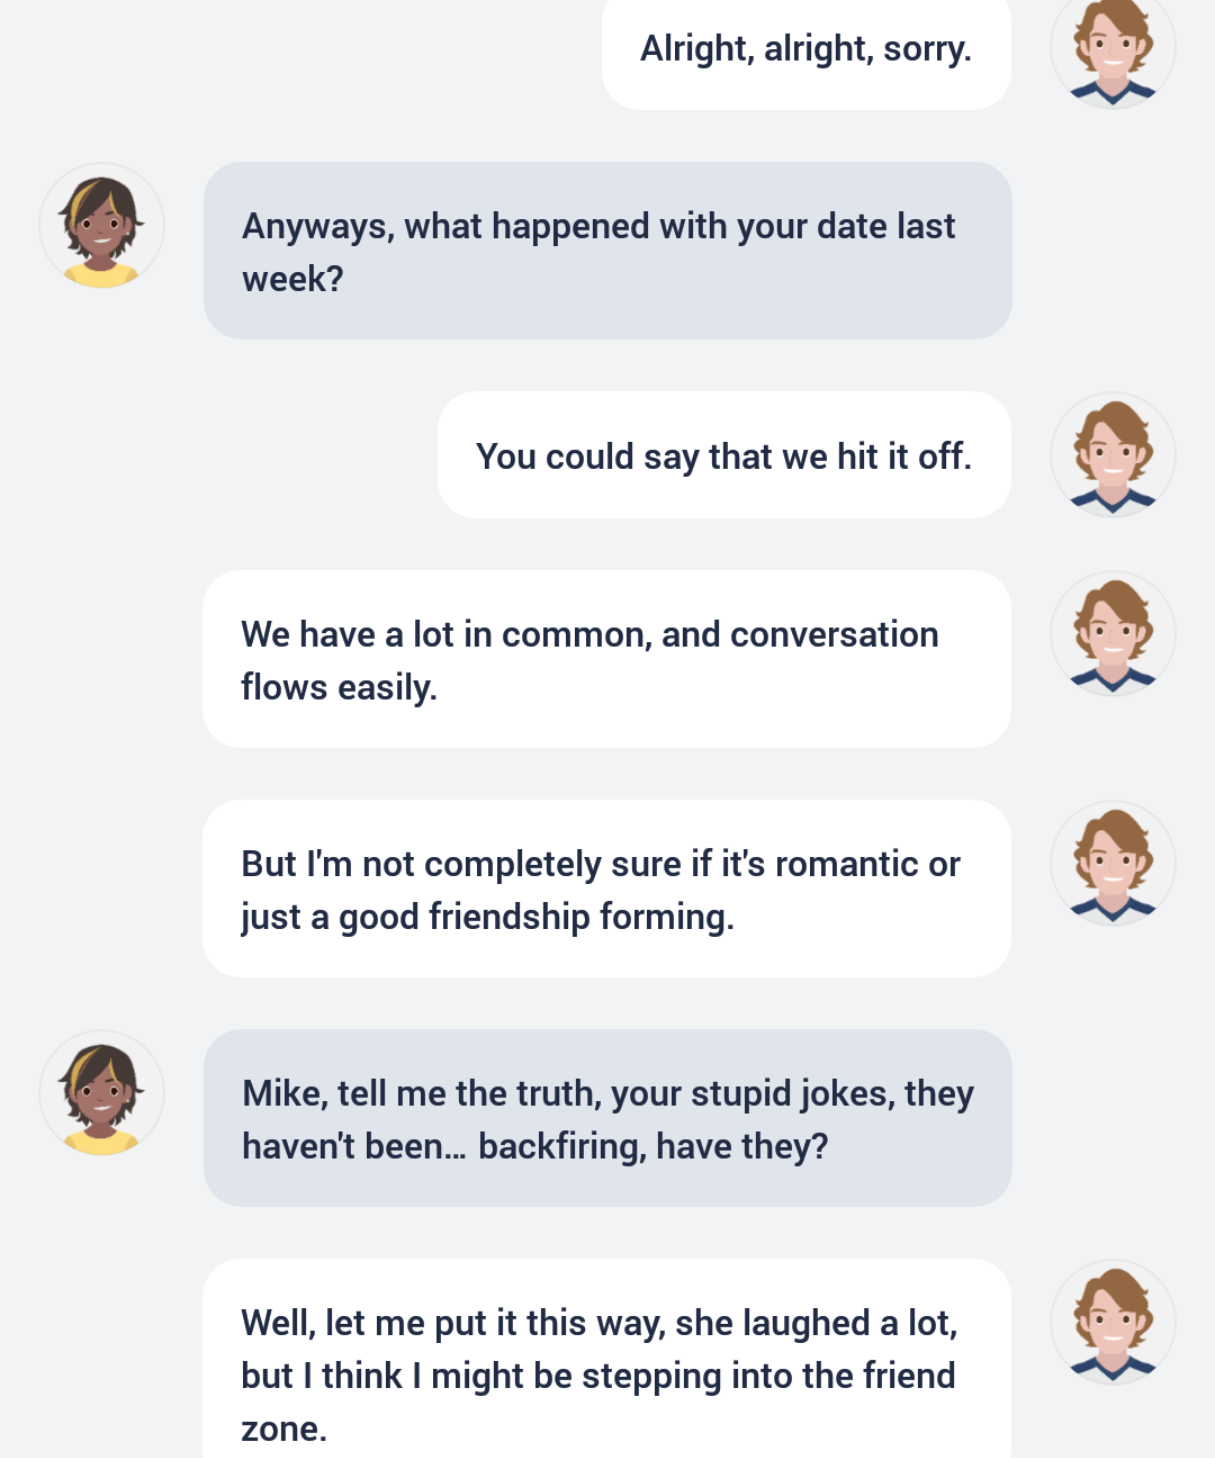 Alright, alright, sorry.
Anyways, what happened with your date last
week?
You could say that we hit it off.
We have a lot in common, and conversation
flows easily.
But I'm not completely sure if it's romantic or
just a good friendship forming.
Mike, tell me the truth, your stupid jokes, they
haven't been... backfiring, have they?
Well, let me put it this way, she laughed a lot,
but I think I might be stepping into the friend
zone.